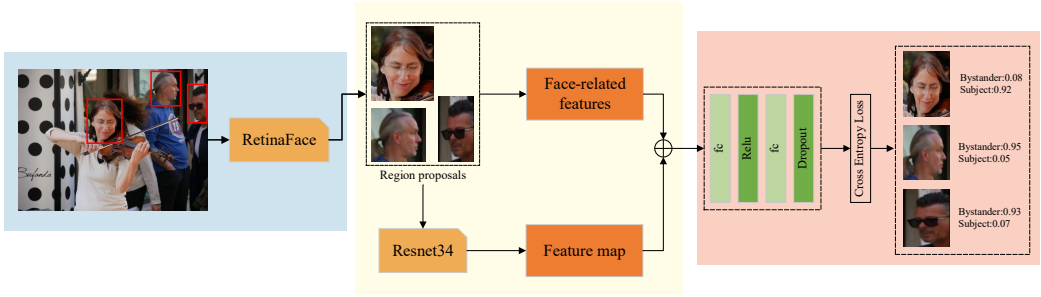 RetinaFace
Region proposals
Resnet34
Face-related
features
Feature map
fc
Relu
fc
Dropout
Cross Entropy Loss
Bystander:0.08
Subject:0.92
Bystander:0.95
Subject:0.05
Bystander:0.93
Subject:0.07